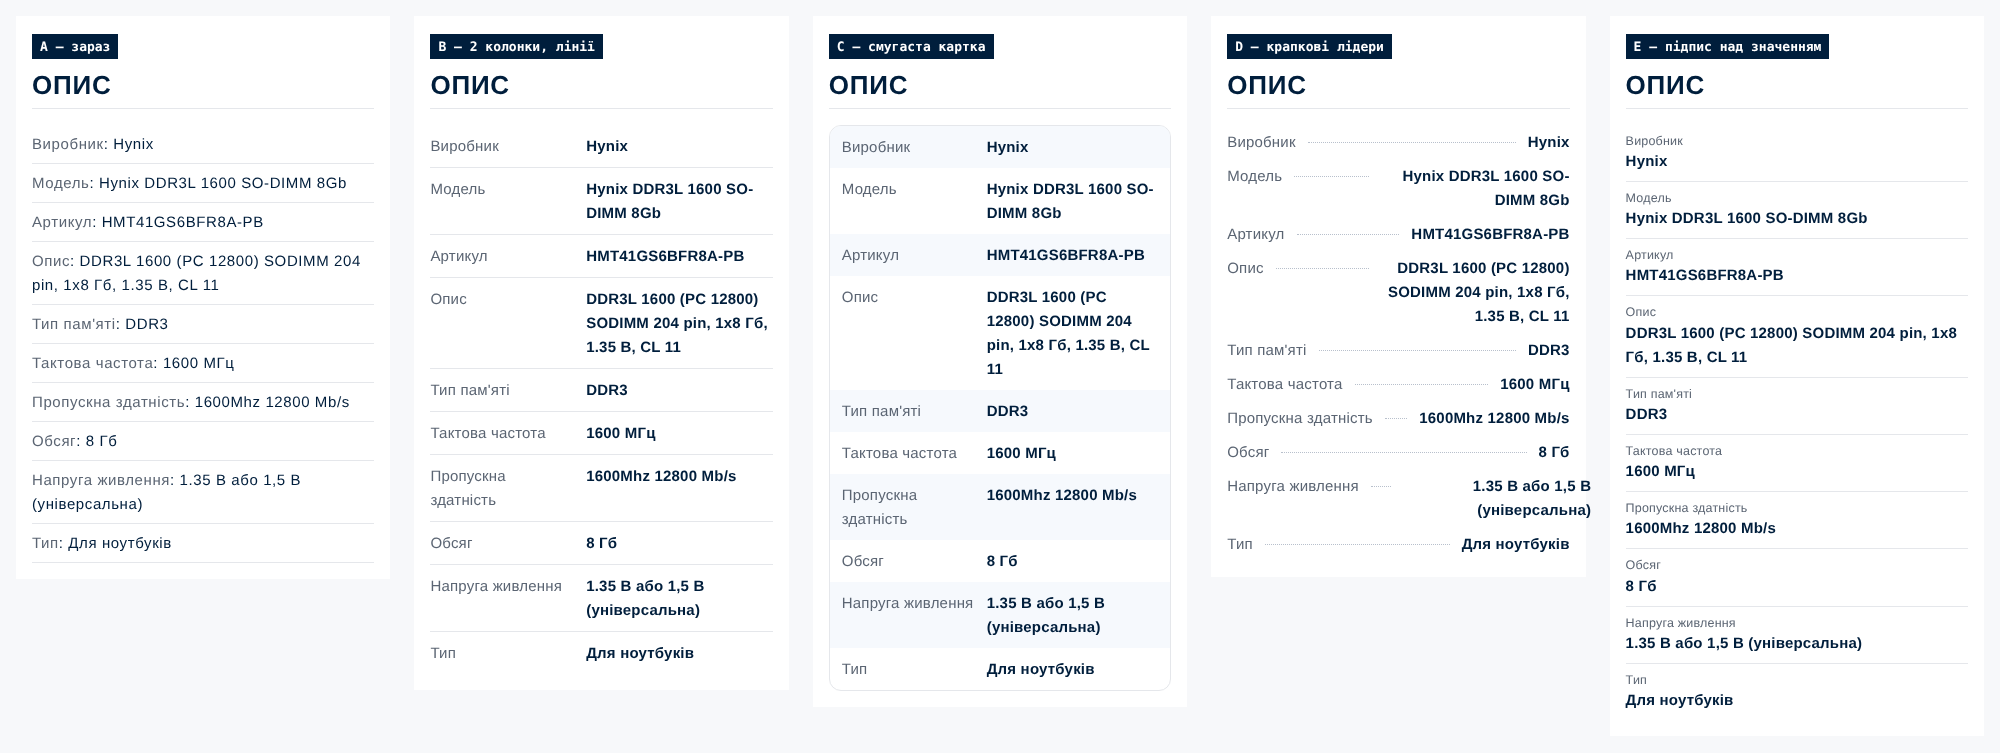 A — зараз
ОПИС
Виробник: Hynix
Модель: Hynix DDR3L 1600 SO-DIMM 8Gb
Артикул: HMT41GS6BFR8A-PB
Опис: DDR3L 1600 (PC 12800) SODIMM 204
pin, 1x8 Гб, 1.35 В, CL 11
Тип пам'яті: DDR3
Тактова частота: 1600 МГц
Пропускна здатність: 1600Mhz 12800 Mb/s
Обсяг: 8 Гб
Напруга живлення: 1.35 В або 1,5 В
(універсальна)
Тип: Для ноутбуків
B — 2 колонки, лінії
ОПИС
Виробник Hynix
Модель Hynix DDR3L 1600 SO-
DIMM 8Gb
Артикул HMT41GS6BFR8A-PB
Опис DDR3L 1600 (PC 12800)
SODIMM 204 pin, 1x8 Гб,
1.35 В, CL 11
Тип пам'яті DDR3
Тактова частота 1600 МГц
Пропускна 1600Mhz 12800 Mb/s
здатність
Обсяг 8 Гб
Напруга живлення 1.35 В або 1,5 В
(універсальна)
Тип Для ноутбуків
C — смугаста картка
ОПИС
Виробник Hynix
Модель Hynix DDR3L 1600 SO-
DIMM 8Gb
Артикул HMT41GS6BFR8A-PB
Опис DDR3L 1600 (PC
12800) SODIMM 204
pin, 1x8 Гб, 1.35 В, CL
11
Тип пам'яті DDR3
Тактова частота 1600 МГц
Пропускна 1600Mhz 12800 Mb/s
здатність
Обсяг 8 Гб
Напруга живлення 1.35 В або 1,5 В
(універсальна)
Тип Для ноутбуків
D — крапкові лідери
ОПИС
Виробник Hynix
Модель Hynix DDR3L 1600 SO-
DIMM 8Gb
Артикул HMT41GS6BFR8A-PB
Опис DDR3L 1600 (PC 12800)
SODIMM 204 pin, 1x8 Гб,
1.35 В, CL 11
Тип пам'яті DDR3
Тактова частота 1600 МГц
Пропускна здатність 1600Mhz 12800 Mb/s
Обсяг 8 Гб
Напруга живлення 1.35 В або 1,5 В
(універсальна)
Тип Для ноутбуків
E — підпис над значенням
ОПИС
Виробник
Hynix
Модель
Hynix DDR3L 1600 SO-DIMM 8Gb
Артикул
HMT41GS6BFR8A-PB
Опис
DDR3L 1600 (PC 12800) SODIMM 204 pin, 1x8
Гб, 1.35 В, CL 11
Тип пам'яті
DDR3
Тактова частота
1600 МГц
Пропускна здатність
1600Mhz 12800 Mb/s
Обсяг
8 Гб
Напруга живлення
1.35 В або 1,5 В (універсальна)
Тип
Для ноутбуків